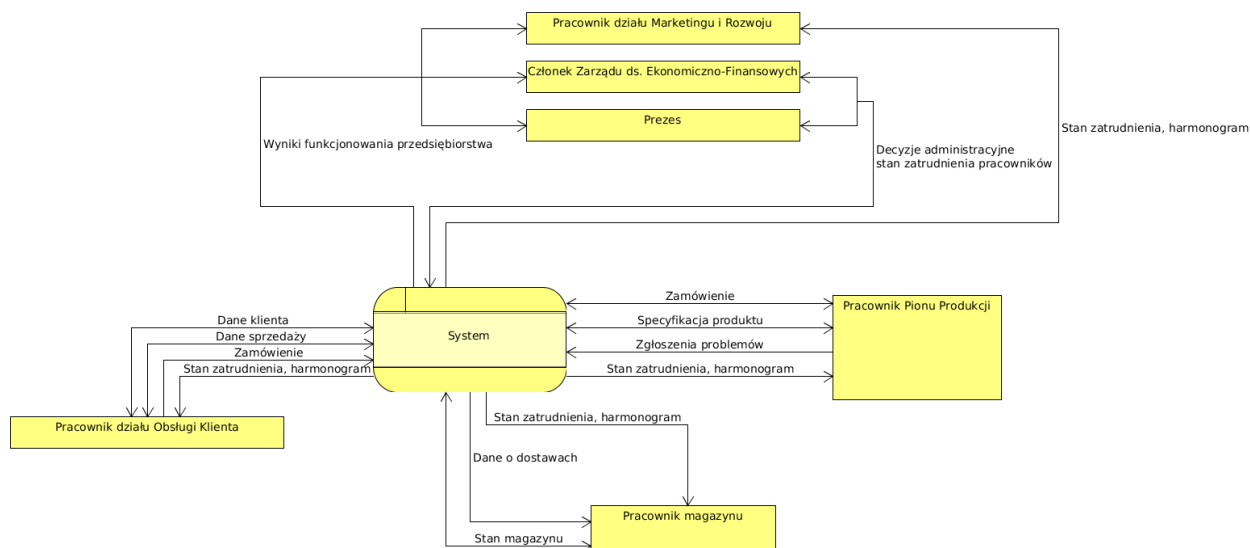 Pracownik działu Marketingu i Rozwoju
Członek Zarządu ds. Ekonomiczno-Finansowych
Prezes
Stan zatrudnienia, harmonogram
Wyniki funkcjonowania przedsiębiorstwa
Decyzje administracyjne
stan zatrudnienia pracowników
Zamówienie
Pracownik Pionu Produkcji
Dane klienta
Specyfikacja produktu
Dane sprzedaży
System
Zamówienie
Zgłoszenia problemów
Stan zatrudnienia, harmonogram
Stan zatrudnienia, harmonogram
Stan zatrudnienia, harmonogram
Pracownik działu Obsługi Klienta
Dane o dostawach
Pracownik magazynu
Stan magazynu